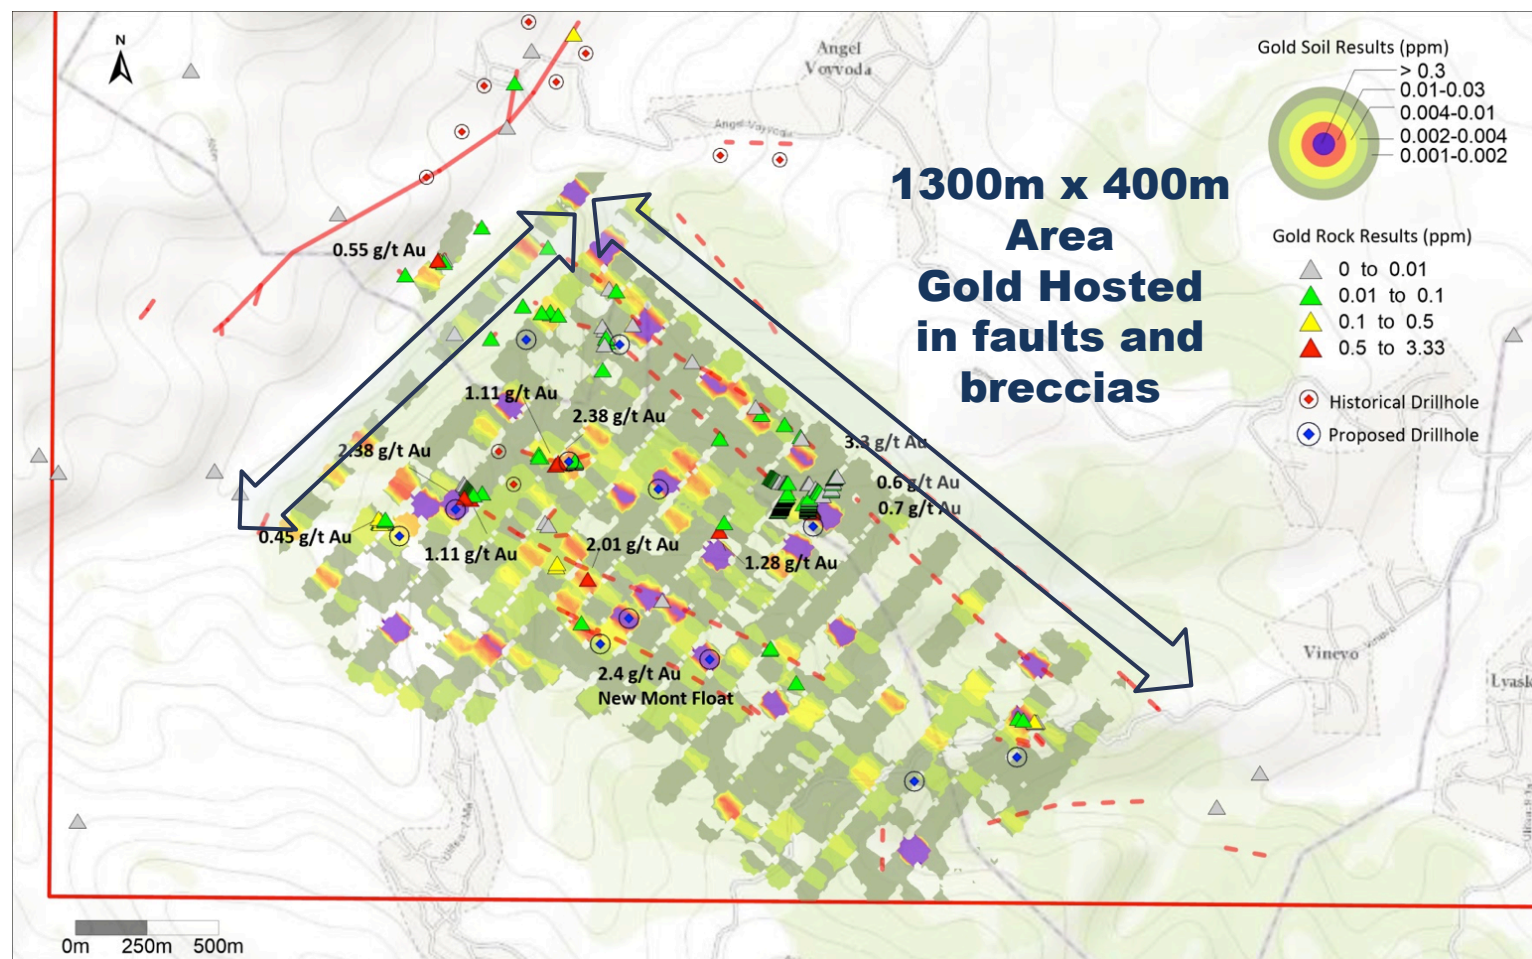 N
Angel
Voyvoda
Angel Voyvoda
Gold Soil Results (ppm)
> 0.3
0.01-0.03
0.004-0.01
0.002-0.004
0.001-0.002
1300m x 400m
Area
Gold Hosted
in faults and
breccias
Gold Rock Results (ppm)
0 to 0.01
0.01 to 0.1
0.1 to 0.5
0.5 to 3.33
Historical Drillhole
Proposed Drillhole
0.55 g/t Au
1.11 g/t Au
2.38 g/t Au
2.38 g/t Au
3.3 g/t Au
0.6 g/t Au
0.7 g/t Au
0.45 g/t Au
1.11 g/t Au
2.01 g/t Au
1.28 g/t Au
2.4 g/t Au
New Mont Float
Vinevo
Lyask
0m 250m 500m